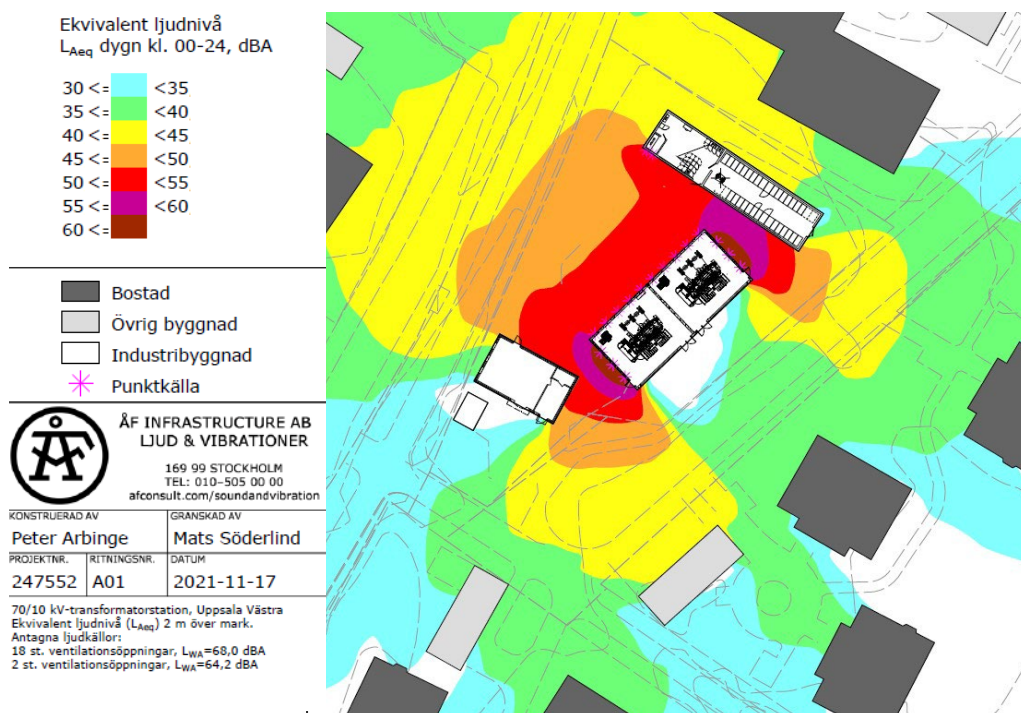 Ekvivalent ljudnivå
LAeq dygn kl. 00-24, dBA
30 <= <35
35 <= <40
40 <= <45
45 <= <50
50 <= <55
55 <= <60
60 <=
Bostad
Övrig byggnad
Industribyggnad
Punktkälla
ÅF
ÅF INFRASTRUCTURE AB
LJUD & VIBRATIONER
169 99 STOCKHOLM
TEL: 010-505 00 00
afconsult.com/soundandvibration
KONSTRUERAD AV GRANSKAD AV
Peter Arbinge Mats Söderlind
PROJEKTNR. RITNINGSNR. DATUM
247552 A01 2021-11-17
70/10 kV-transformatorstation, Uppsala Västra
Ekvivalent ljudnivå (LAeq) 2 m över mark.
Antagna ljudkällor:
18 st. ventilationsöppningar, LWA=68,0 dBA
2 st. ventilationsöppningar, LWA=64,2 dBA